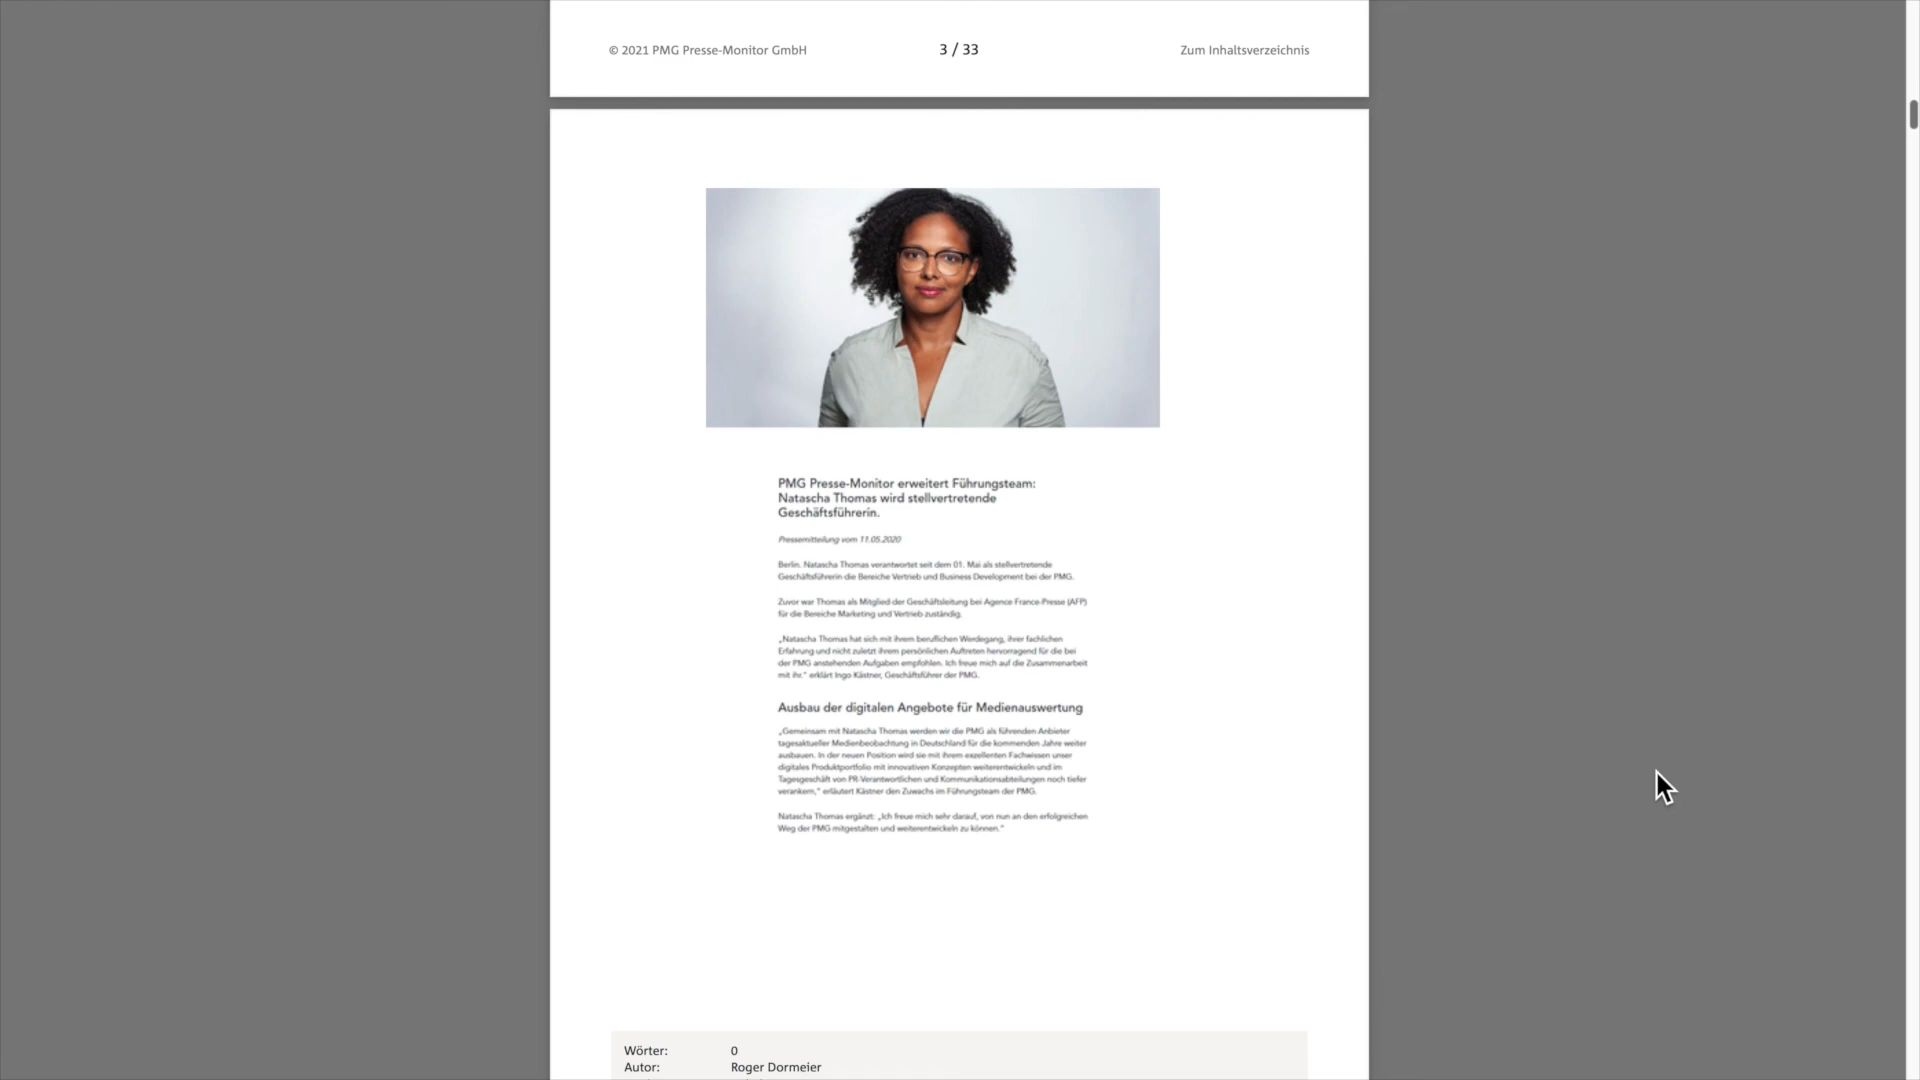 © 2021 PMG Presse-Monitor GmbH
3 / 33
Zum Inhaltsverzeichnis
PMG Presse-Monitor erweitert Führungsteam:
Natascha Thomas wird stellvertretende
Geschäftsführerin.
Pressemitteilung vom 11.05.2020
Berlin. Natascha Thomas verantwortet seit dem 01. Mai als stellvertretende
Geschäftsführerin die Bereiche Vertrieb und Business Development bei der PMG.
Zuvor war Thomas als Mitglied der Geschäftsleitung bei Agence France-Presse (AFP)
für die Bereiche Marketing und Vertrieb zuständig.
„Natascha Thomas hat sich mit ihrem beruflichen Werdegang, ihrer fachlichen
Erfahrung und nicht zuletzt ihrem persönlichen Auftreten hervorragend für die bei
der PMG anstehenden Aufgaben empfohlen. Ich freue mich auf die Zusammenarbeit
mit ihr.“ erklärt Ingo Kästner, Geschäftsführer der PMG.
Ausbau der digitalen Angebote für Medienauswertung
„Gemeinsam mit Natascha Thomas werden wir die PMG als führenden Anbieter
tagesaktueller Medienbeobachtung in Deutschland für die kommenden Jahre weiter
ausbauen. In der neuen Position wird sie mit ihrem exzellenten Fachwissen unser
digitales Produktportfolio mit innovativen Konzepten weiterentwickeln und im
Tagesgeschäft von PR-Verantwortlichen und Kommunikationsabteilungen noch tiefer
verankern,“ erläutert Kästner den Zuwachs im Führungsteam der PMG.
Natascha Thomas ergänzt: „Ich freue mich sehr darauf, von nun an den erfolgreichen
Weg der PMG mitgestalten und weiterentwickeln zu können.“
Wörter: 0
Autor: Roger Dormeier